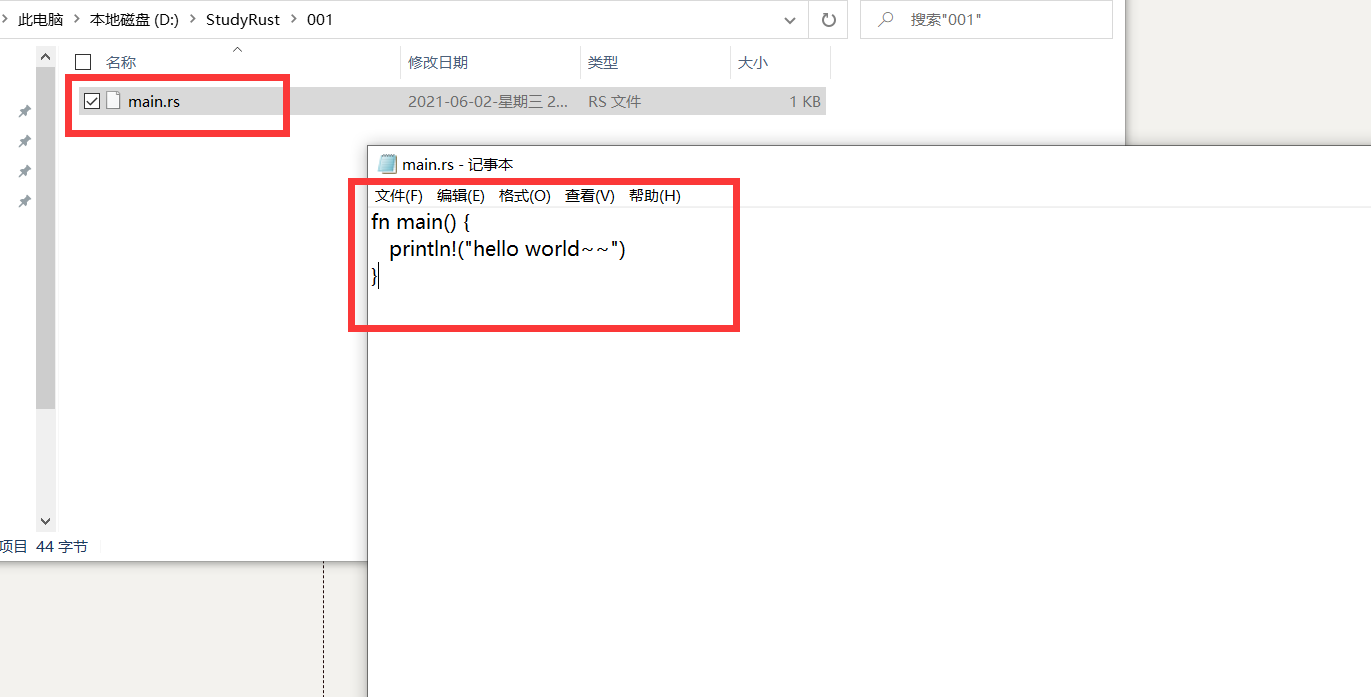 此电脑 > 本地磁盘 (D:) > StudyRust > 001
搜索"001"
名称 修改日期 类型 大小
main.rs 2021-06-02-星期三 2... RS 文件 1 KB
main.rs - 记事本
文件(F) 编辑(E) 格式(O) 查看(V) 帮助(H)
fn main() {
println!("hello world~~")
}
项目 44 字节